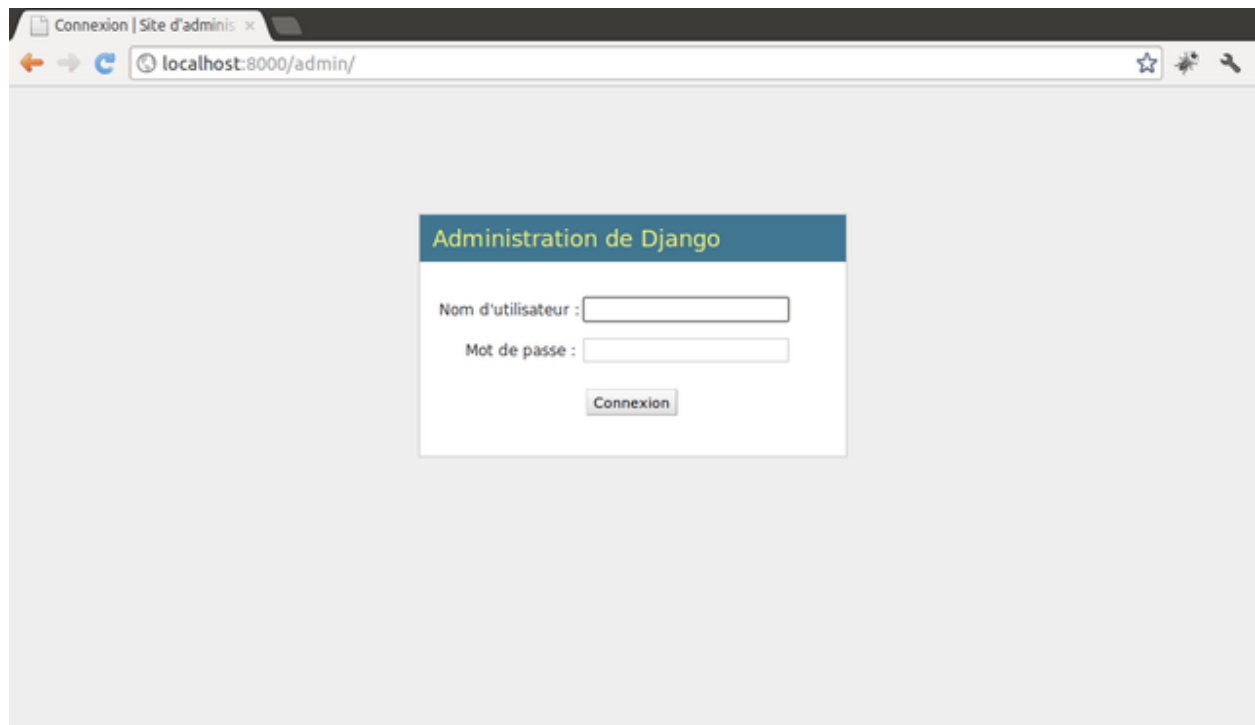 Connexion | Site d'adminis
localhost:8000/admin/
Administration de Django
Nom d'utilisateur :
Mot de passe :
Connexion